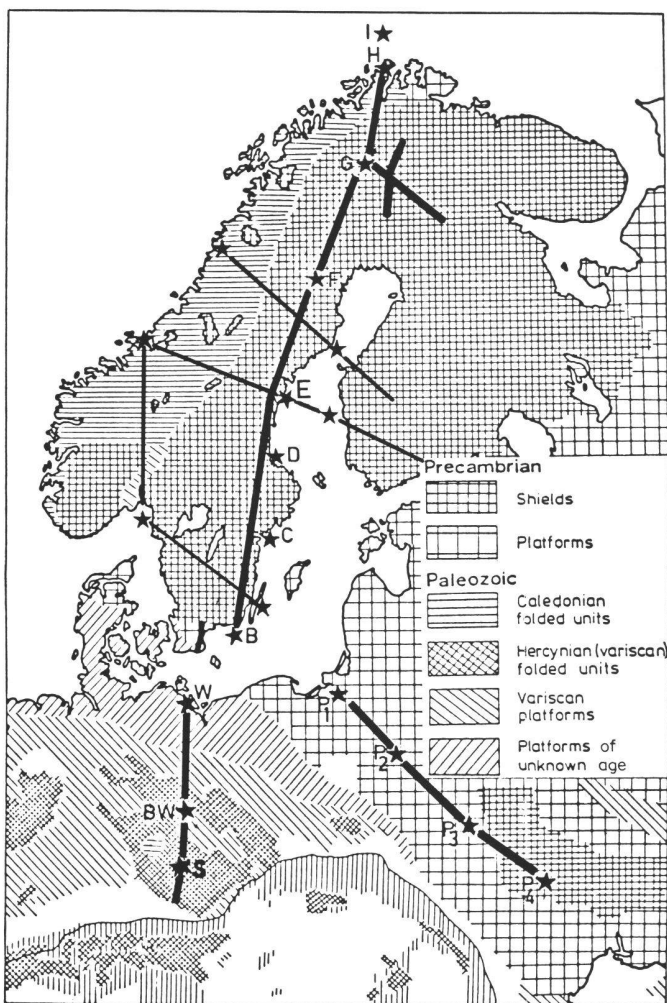 I
H
G
F
E
D
C
B
W
BW
S
P1
P2
P3
P4
Precambrian
Shields
Platforms
Paleozoic
Caledonian
folded units
Hercynian (variscan)
folded units
Variscan
platforms
Platforms of
unknown age